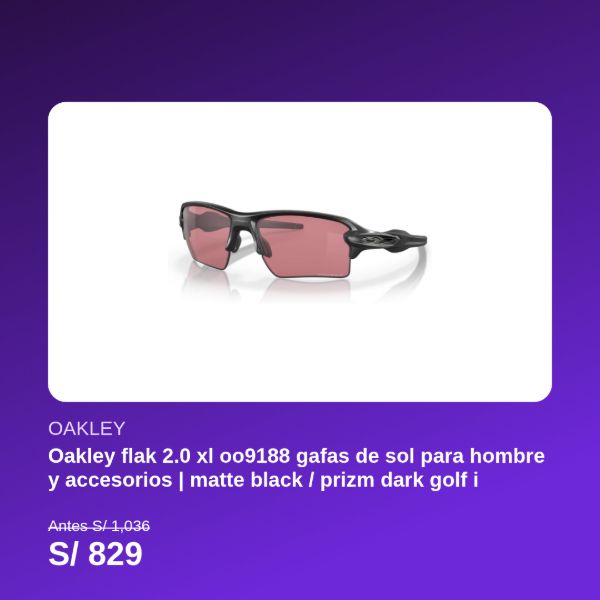 OAKLEY
Oakley flak 2.0 xl oo9188 gafas de sol para hombre
y accesorios | matte black / prizm dark golf i
Antes S/ 1,036
S/ 829